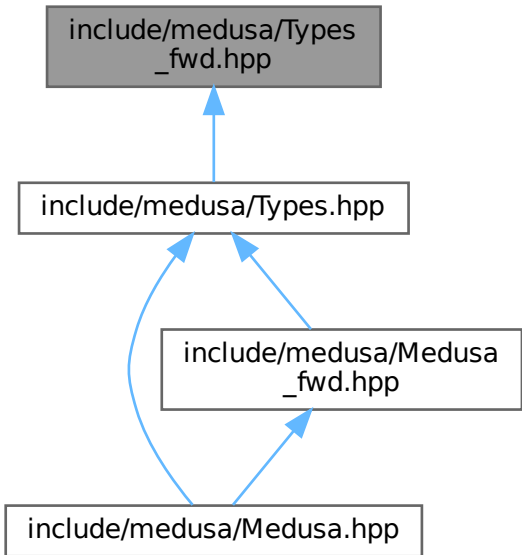 include/medusa/Types
_fwd.hpp
include/medusa/Types.hpp
include/medusa/Medusa
_fwd.hpp
include/medusa/Medusa.hpp